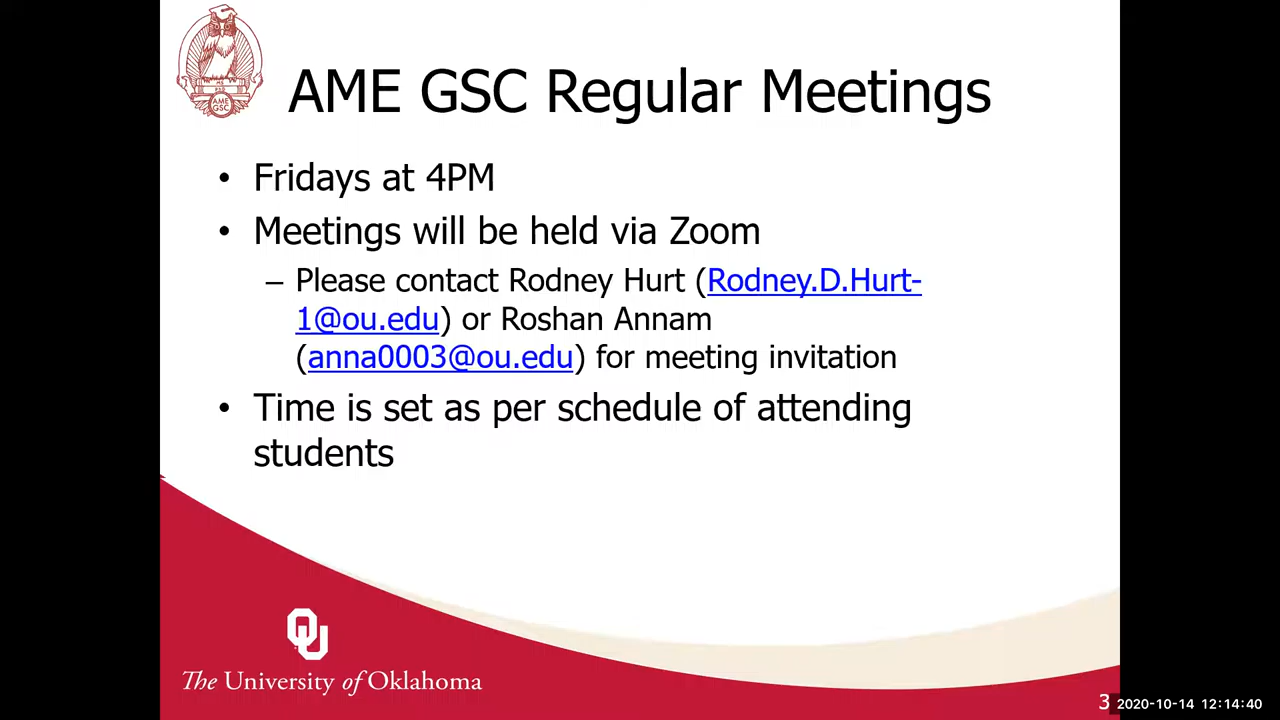 AME GSC Regular Meetings
• Fridays at 4PM
• Meetings will be held via Zoom
– Please contact Rodney Hurt (Rodney.D.Hurt-
1@ou.edu) or Roshan Annam
(anna0003@ou.edu) for meeting invitation
• Time is set as per schedule of attending
students
AME
GSC
OU
The University of Oklahoma
3
2020-10-14 12:14:40